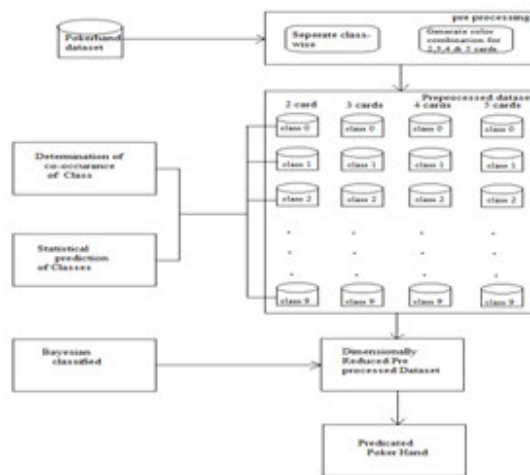 pre processing
Pokerhand
dataset
Seperate class-
wise
Generate color
combination for
2,3,4 & 5 cards
Preprocessed dataset
2 card 3 cards 4 cards 5 cards
class 0 class 0 class 0 class 0
class 1 class 1 class 1 class 1
class 2 class 2 class 2 class 2
. . . .
. . . .
. . . .
class 9 class 9 class 9 class 9
Determination of
co-occurance
of Class
Statistical
prediction
of Classes
Bayesian
classified
Dimensionally
Reduced Pre
processed Dataset
Predicated
Poker Hand